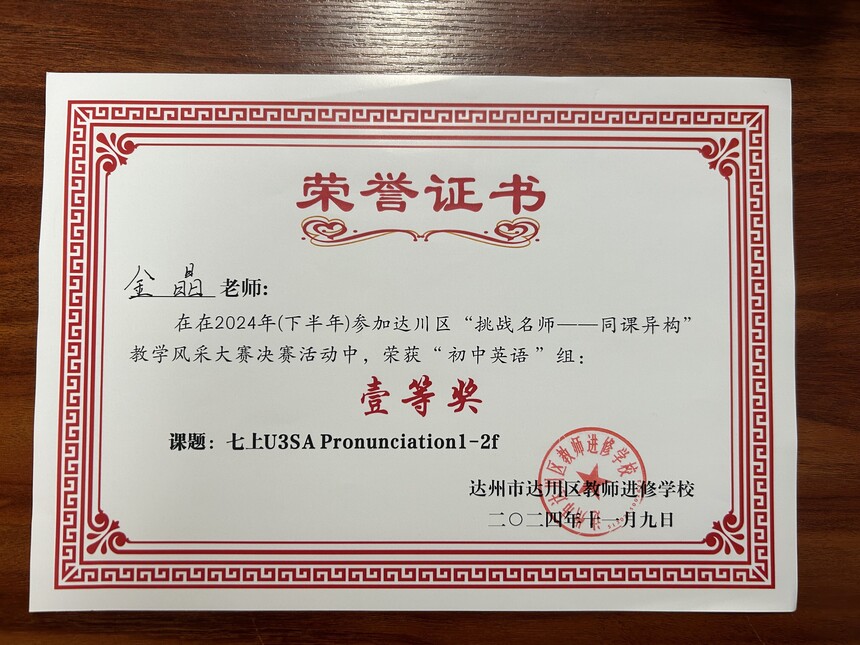 荣誉证书
金晶 老师:
在在2024年(下半年)参加达川区“挑战名师——同课异构”
教学风采大赛决赛活动中，荣获“初中英语”组：
壹等奖
课题：七上U3SA Pronunciation1-2f
达州市达川区教师进修学校
二〇二四年十一月九日